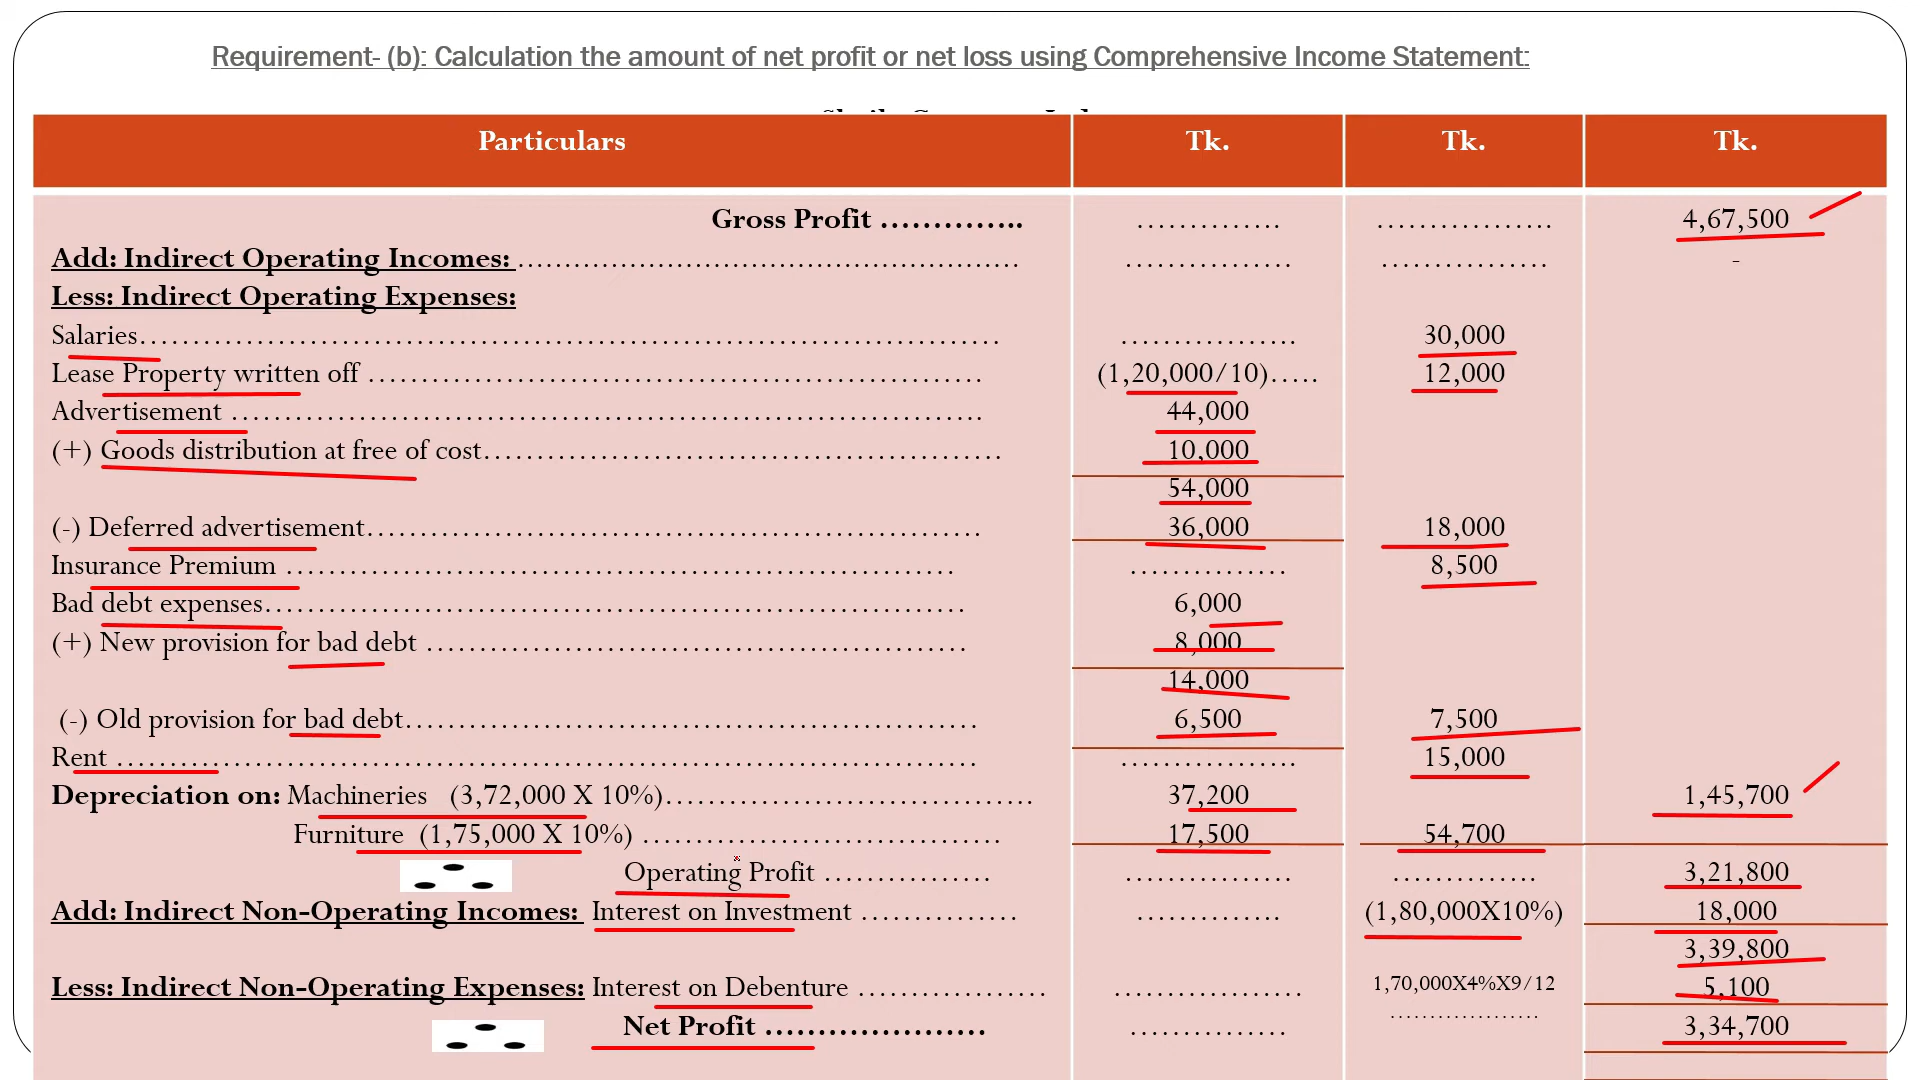 Requirement- (b): Calculation the amount of net profit or net loss using Comprehensive Income Statement:
Particulars Tk. Tk. Tk.
Gross Profit ………….. ………….. …………….. 4,67,500
Add: Indirect Operating Incomes: ……………………………………………… ……………. ……………. -
Less: Indirect Operating Expenses:
Salaries……………………………………………………………………………… …………….. 30,000
Lease Property written off ………………………………………………………. (1,20,000/10)….. 12,000
Advertisement …………………………………………………………………….. 44,000
(+) Goods distribution at free of cost……………………………………………… 10,000
54,000
(-) Deferred advertisement………………………………………………………… 36,000 18,000
Insurance Premium ……………………………………………………………… ……………. 8,500
Bad debt expenses………………………………………………………………… 6,000
(+) New provision for bad debt ………………………………………………… 8,000
14,000
(-) Old provision for bad debt…………………………………………………… 6,500 7,500
Rent ……………………………………………………………………………… …………….. 15,000
Depreciation on: Machineries (3,72,000 X 10%)………………………………. 37,200 1,45,700
Furniture (1,75,000 X 10%) ……………………………… 17,500 54,700
Operating Profit ……………. ……………. ………….. 3,21,800
Add: Indirect Non-Operating Incomes: Interest on Investment …………… ………….. (1,80,000X10%) 18,000
3,39,800
Less: Indirect Non-Operating Expenses: Interest on Debenture ……………… ……………… 1,70,000X4%X9/12 5,100
………………
Net Profit …………………. ……………. 3,34,700